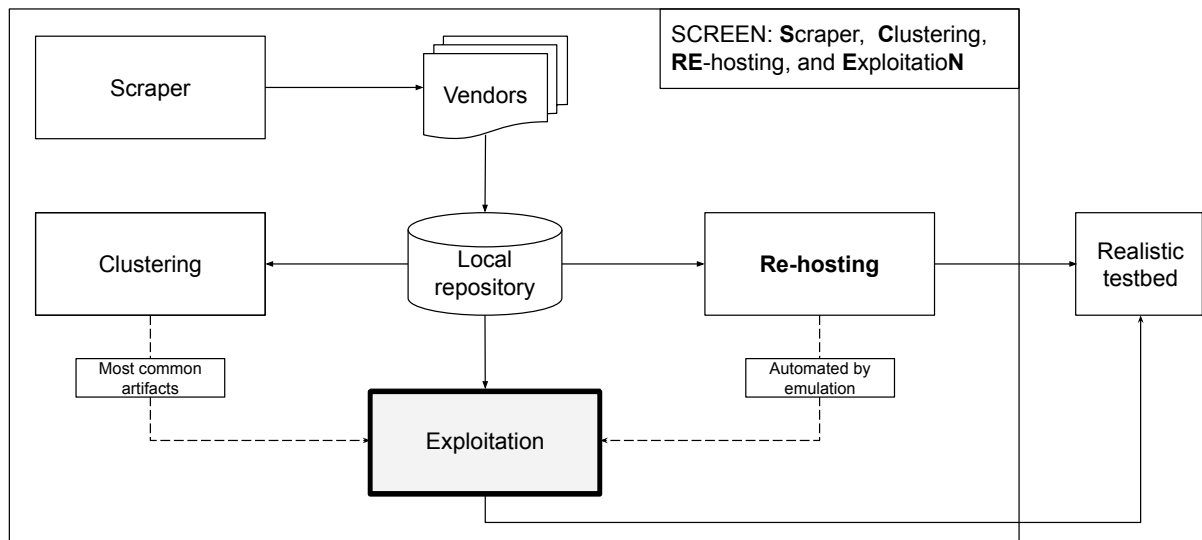 SCREEN: Scraper, Clustering,
RE-hosting, and ExploitatioN
Scraper
Vendors
Clustering
Local
repository
Re-hosting
Realistic
testbed
Most common
artifacts
Automated by
emulation
Exploitation